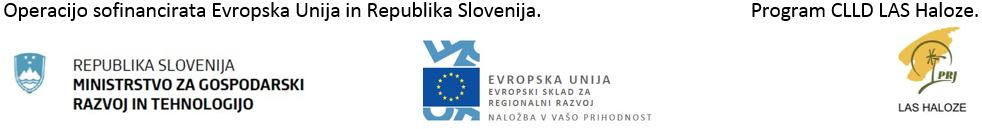 Operacijo sofinancirata Evropska Unija in Republika Slovenija.
Program CLLD LAS Haloze.
REPUBLIKA SLOVENIJA
MINISTRSTVO ZA GOSPODARSKI
RAZVOJ IN TEHNOLOGIJO
EVROPSKA UNIJA
EVROPSKI SKLAD ZA
REGIONALNI RAZVOJ
NALOŽBA V VAŠO PRIHODNOST
PRJ
LAS HALOZE